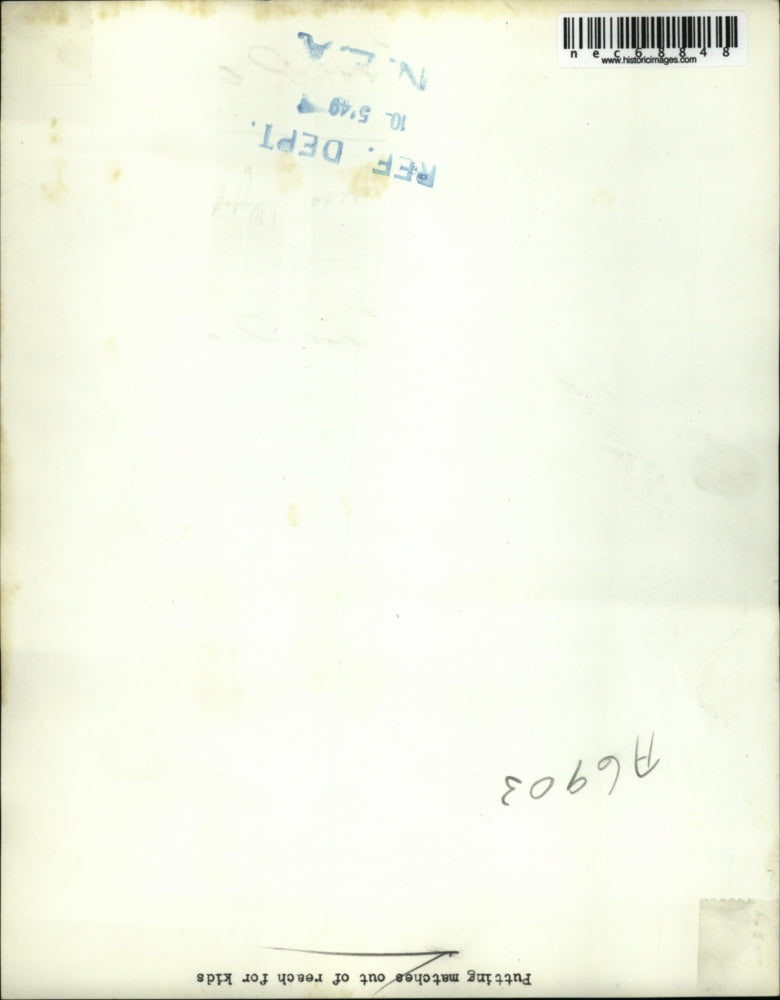 nec68848
www.historicimages.com
REF. DEPT.
10 5'49
N.E.A
A6903
Putting matches out of reach for kids